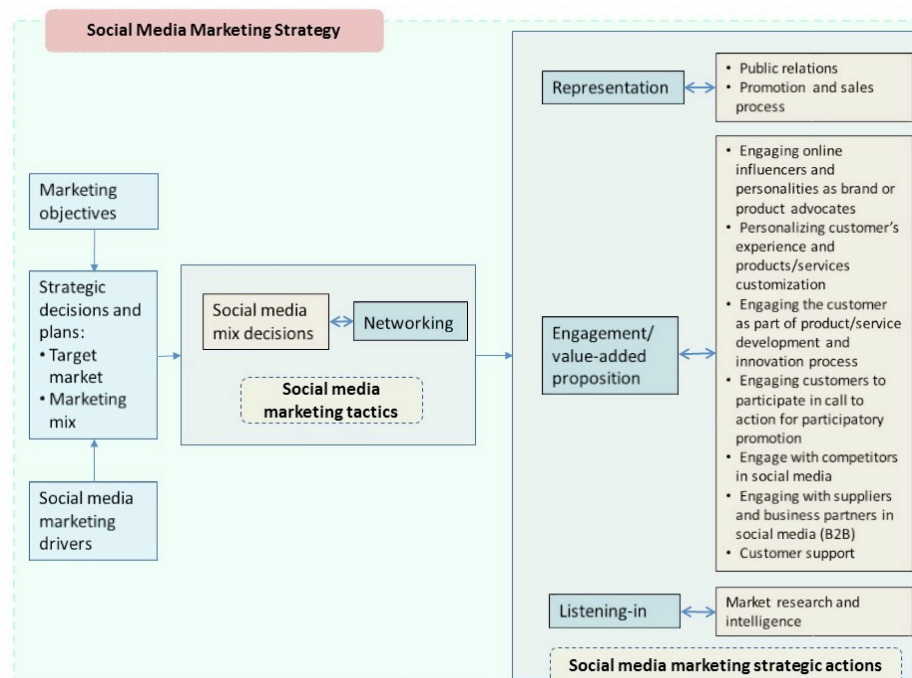 Social Media Marketing Strategy
Marketing
objectives
Strategic
decisions and
plans:
• Target
market
• Marketing
mix
Social media
marketing
drivers
Social media
mix decisions
Networking
Social media
marketing tactics
Representation
• Public relations
• Promotion and sales
process
Engagement/
value-added
proposition
• Engaging online
influencers and
personalities as brand or
product advocates
• Personalizing customer's
experience and
products/services
customization
• Engaging the customer
as part of product/service
development and
innovation process
• Engaging customers to
participate in call to
action for participatory
promotion
• Engage with competitors
in social media
• Engaging with suppliers
and business partners in
social media (B2B)
• Customer support
Listening-in
Market research and
intelligence
Social media marketing strategic actions